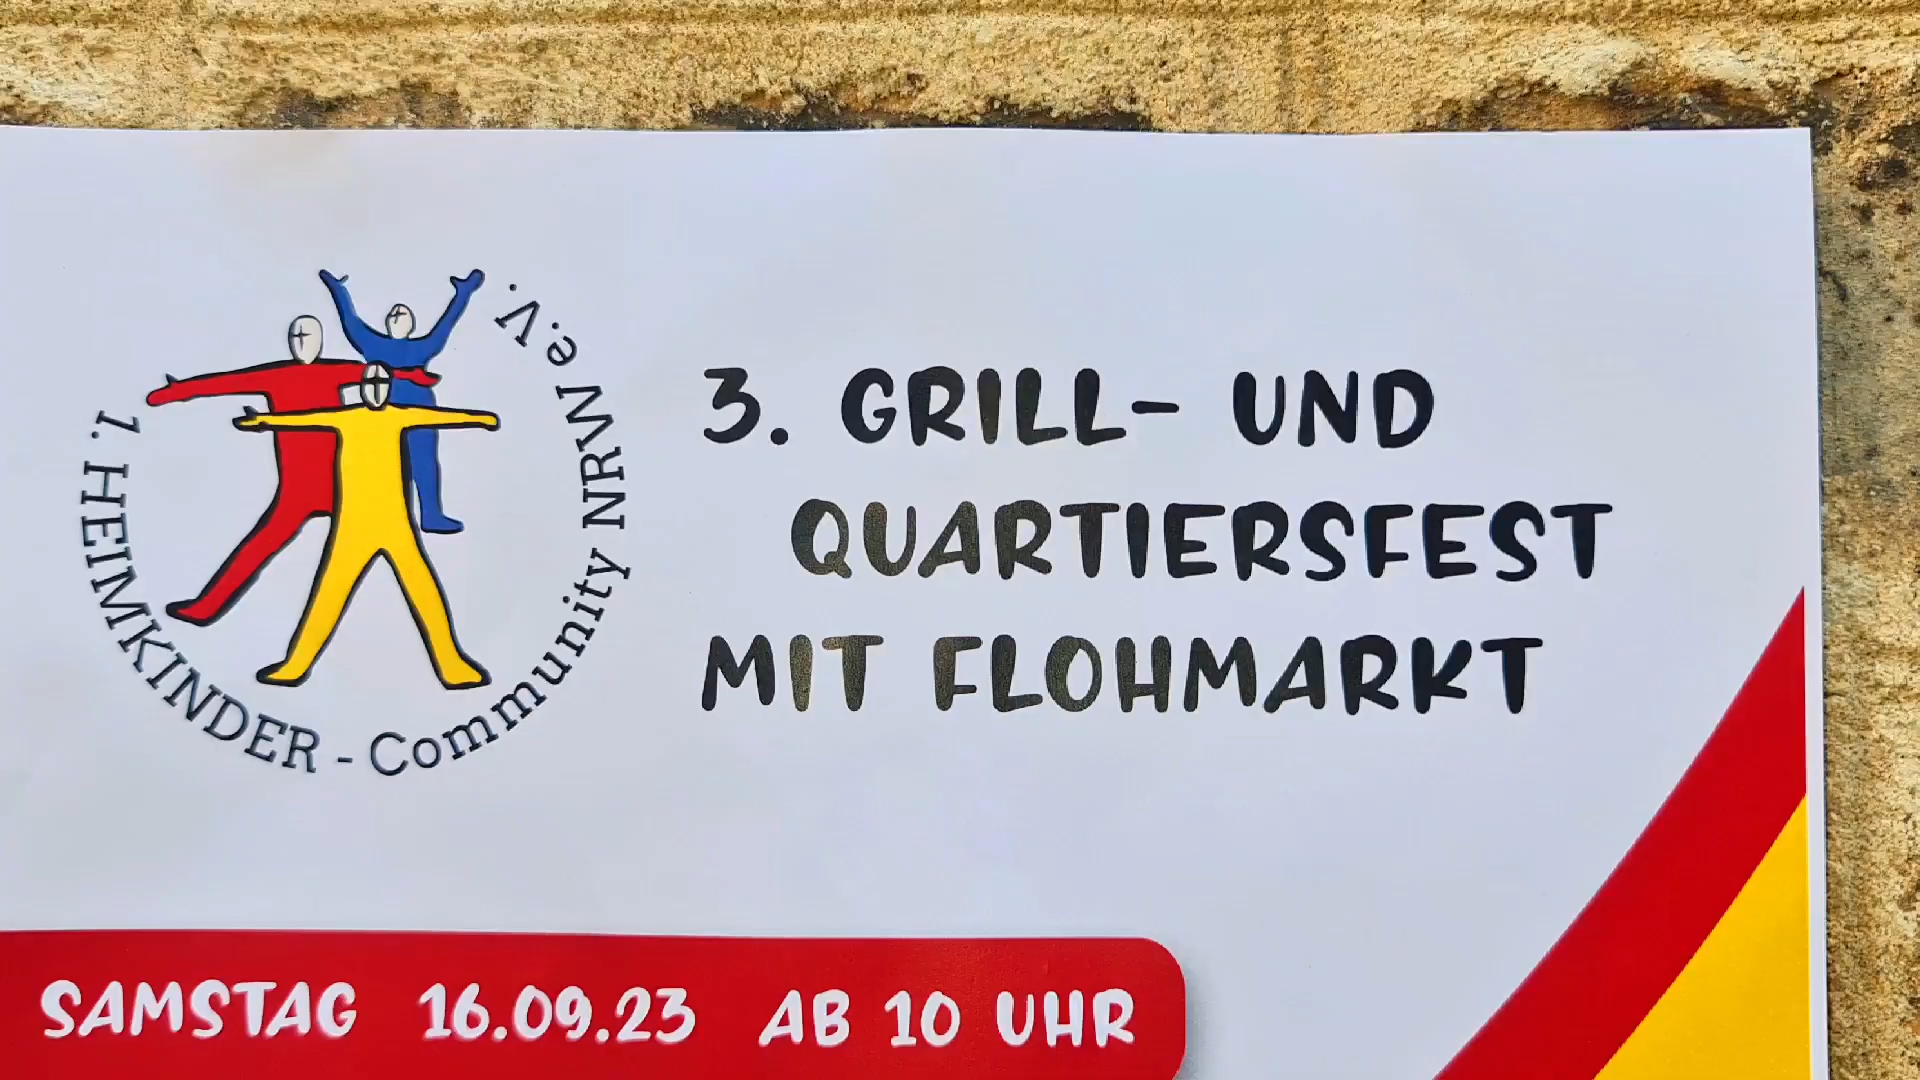 1. HEIMKINDER - Community NRW e.V.
3. GRILL- UND
QUARTIERSFEST
MIT FLOHMARKT
SAMSTAG 16.09.23 AB 10 UHR